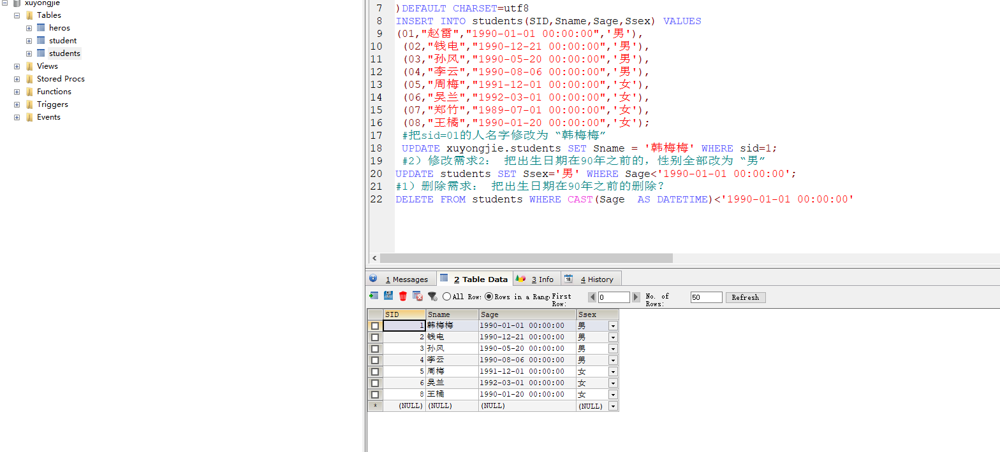 xuyongjie
Tables
heros
student
students
Views
Stored Procs
Functions
Triggers
Events
7 )DEFAULT CHARSET=utf8
8 INSERT INTO students(SID,Sname,Sage,Ssex) VALUES
9 (01,"赵雷","1990-01-01 00:00:00",'男'),
10 (02,"钱电","1990-12-21 00:00:00",'男'),
11 (03,"孙风","1990-05-20 00:00:00",'男'),
12 (04,"李云","1990-08-06 00:00:00",'男'),
13 (05,"周梅","1991-12-01 00:00:00",'女'),
14 (06,"吴兰","1992-03-01 00:00:00",'女'),
15 (07,"郑竹","1989-07-01 00:00:00",'女'),
16 (08,"王橘","1990-01-20 00:00:00",'女');
17 #把sid=01的人名字修改为 “韩梅梅”
18 UPDATE xuyongjie.students SET Sname = '韩梅梅' WHERE sid=1;
19 #2）修改需求2： 把出生日期在90年之前的，性别全部改为 “男”
20 UPDATE students SET Ssex='男' WHERE Sage<'1990-01-01 00:00:00';
21 #1）删除需求： 把出生日期在90年之前的删除？
22 DELETE FROM students WHERE CAST(Sage  AS DATETIME)<'1990-01-01 00:00:00'
1 Messages 2 Table Data 3 Info 18 4 History
All Row: Rows in a Rang. First Row: 0 No. of Rows: 50 Refresh
SID Sname Sage Ssex
1 韩梅梅 1990-01-01 00:00:00 男
2 钱电 1990-12-21 00:00:00 男
3 孙风 1990-05-20 00:00:00 男
4 李云 1990-08-06 00:00:00 男
5 周梅 1991-12-01 00:00:00 女
6 吴兰 1992-03-01 00:00:00 女
8 王橘 1990-01-20 00:00:00 女
* (NULL) (NULL) (NULL) (NULL)